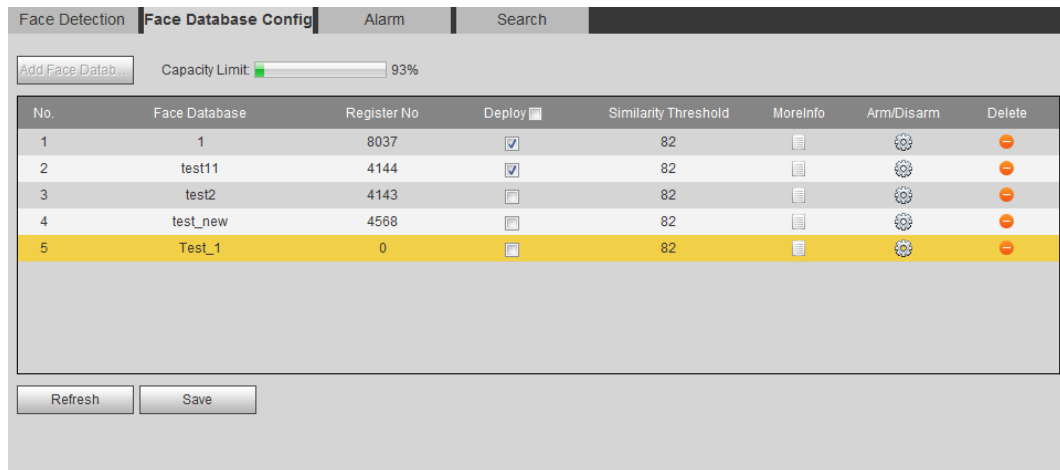 Face Detection Face Database Config Alarm Search
Add Face Datab... Capacity Limit: 93%
No. Face Database Register No Deploy Similarity Threshold MoreInfo Arm/Disarm Delete
1 1 8037 82
2 test11 4144 82
3 test2 4143 82
4 test_new 4568 82
5 Test_1 0 82
Refresh Save